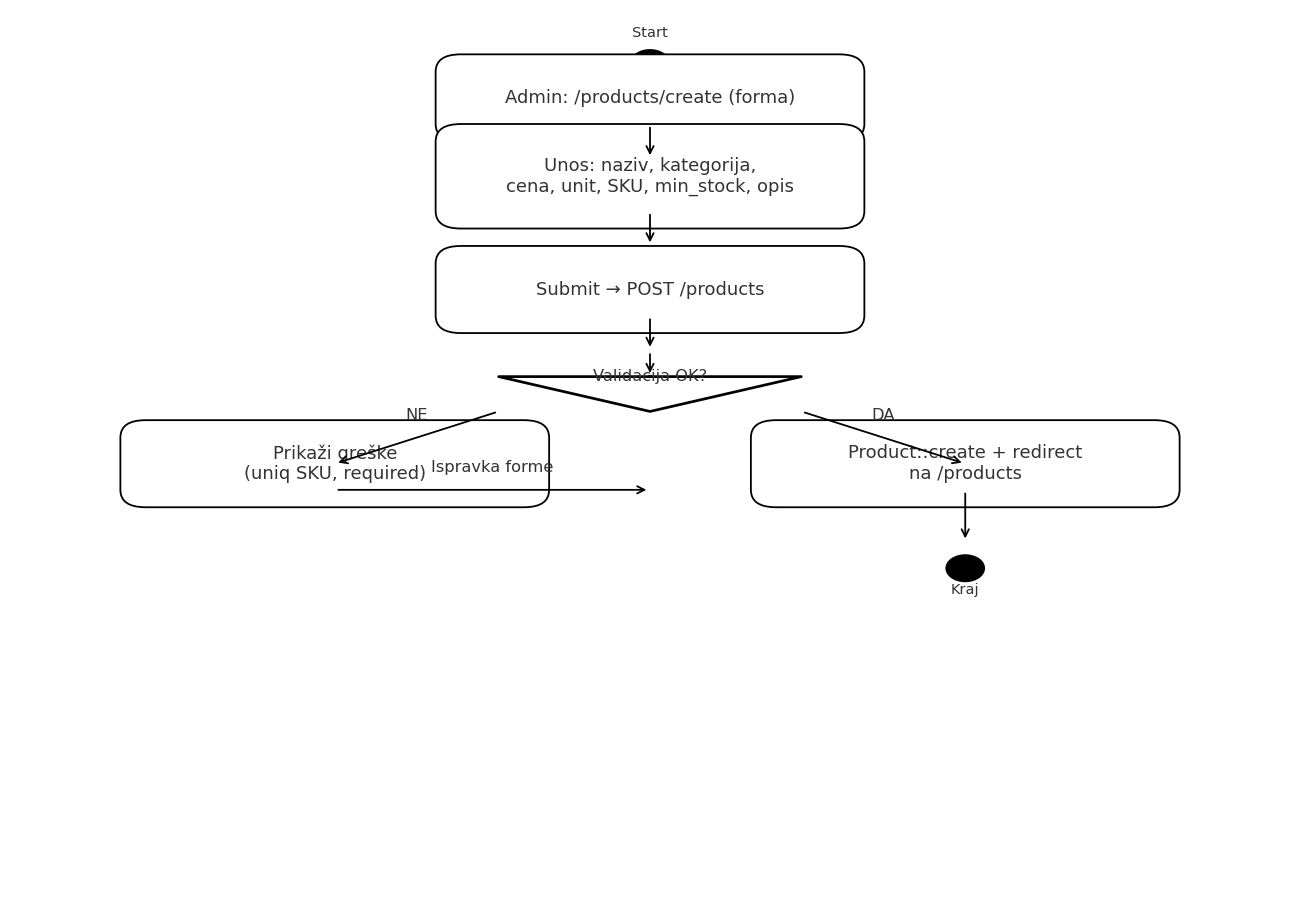 Start
Admin: /products/create (forma)
Unos: naziv, kategorija,
cena, unit, SKU, min_stock, opis
Submit → POST /products
Validacija OK?
NE
DA
Prikaži greške
(uniq SKU, required)
Ispravka forme
Product::create + redirect
na /products
Kraj